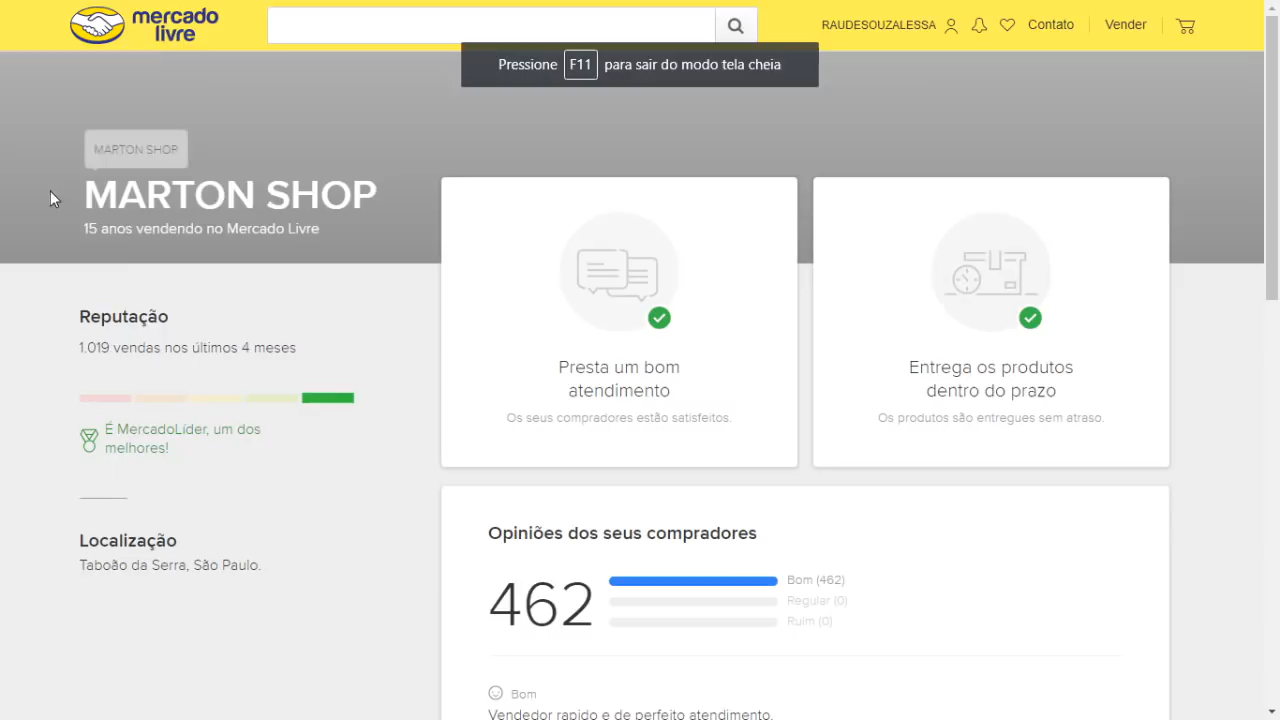 mercado
livre
RAUDESOUZALESSA
Contato
Vender
Pressione F11 para sair do modo tela cheia
MARTON SHOP
MARTON SHOP
15 anos vendendo no Mercado Livre
Reputação
1.019 vendas nos últimos 4 meses
É MercadoLíder, um dos
melhores!
Localização
Taboão da Serra, São Paulo.
Presta um bom
atendimento
Os seus compradores estão satisfeitos.
Entrega os produtos
dentro do prazo
Os produtos são entregues sem atraso.
Opiniões dos seus compradores
462
Bom (462)
Regular (0)
Ruim (0)
Bom
Vendedor rapido e de perfeito atendimento.